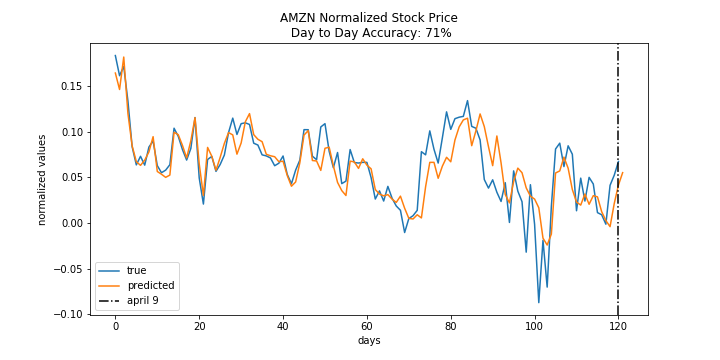 AMZN Normalized Stock Price
Day to Day Accuracy: 71%
normalized values
0.15
0.10
0.05
0.00
−0.05
−0.10
true
predicted
april 9
0
20
40
60
80
100
120
days